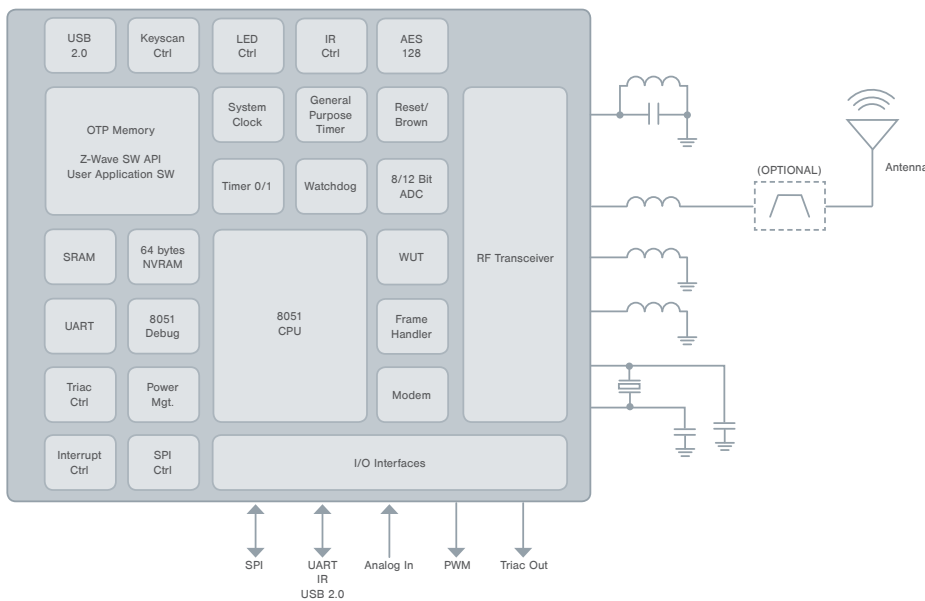 USB
2.0
Keyscan
Ctrl
LED
Ctrl
IR
Ctrl
AES
128
OTP Memory
Z-Wave SW API
User Application SW
System
Clock
General
Purpose
Timer
Reset/
Brown
Timer 0/1
Watchdog
8/12 Bit
ADC
RF Transceiver
(OPTIONAL)
Antenna
SRAM
64 bytes
NVRAM
8051
CPU
WUT
UART
8051
Debug
Frame
Handler
Triac
Ctrl
Power
Mgt.
Modem
Interrupt
Ctrl
SPI
Ctrl
I/O Interfaces
SPI
UART
IR
USB 2.0
Analog In
PWM
Triac Out